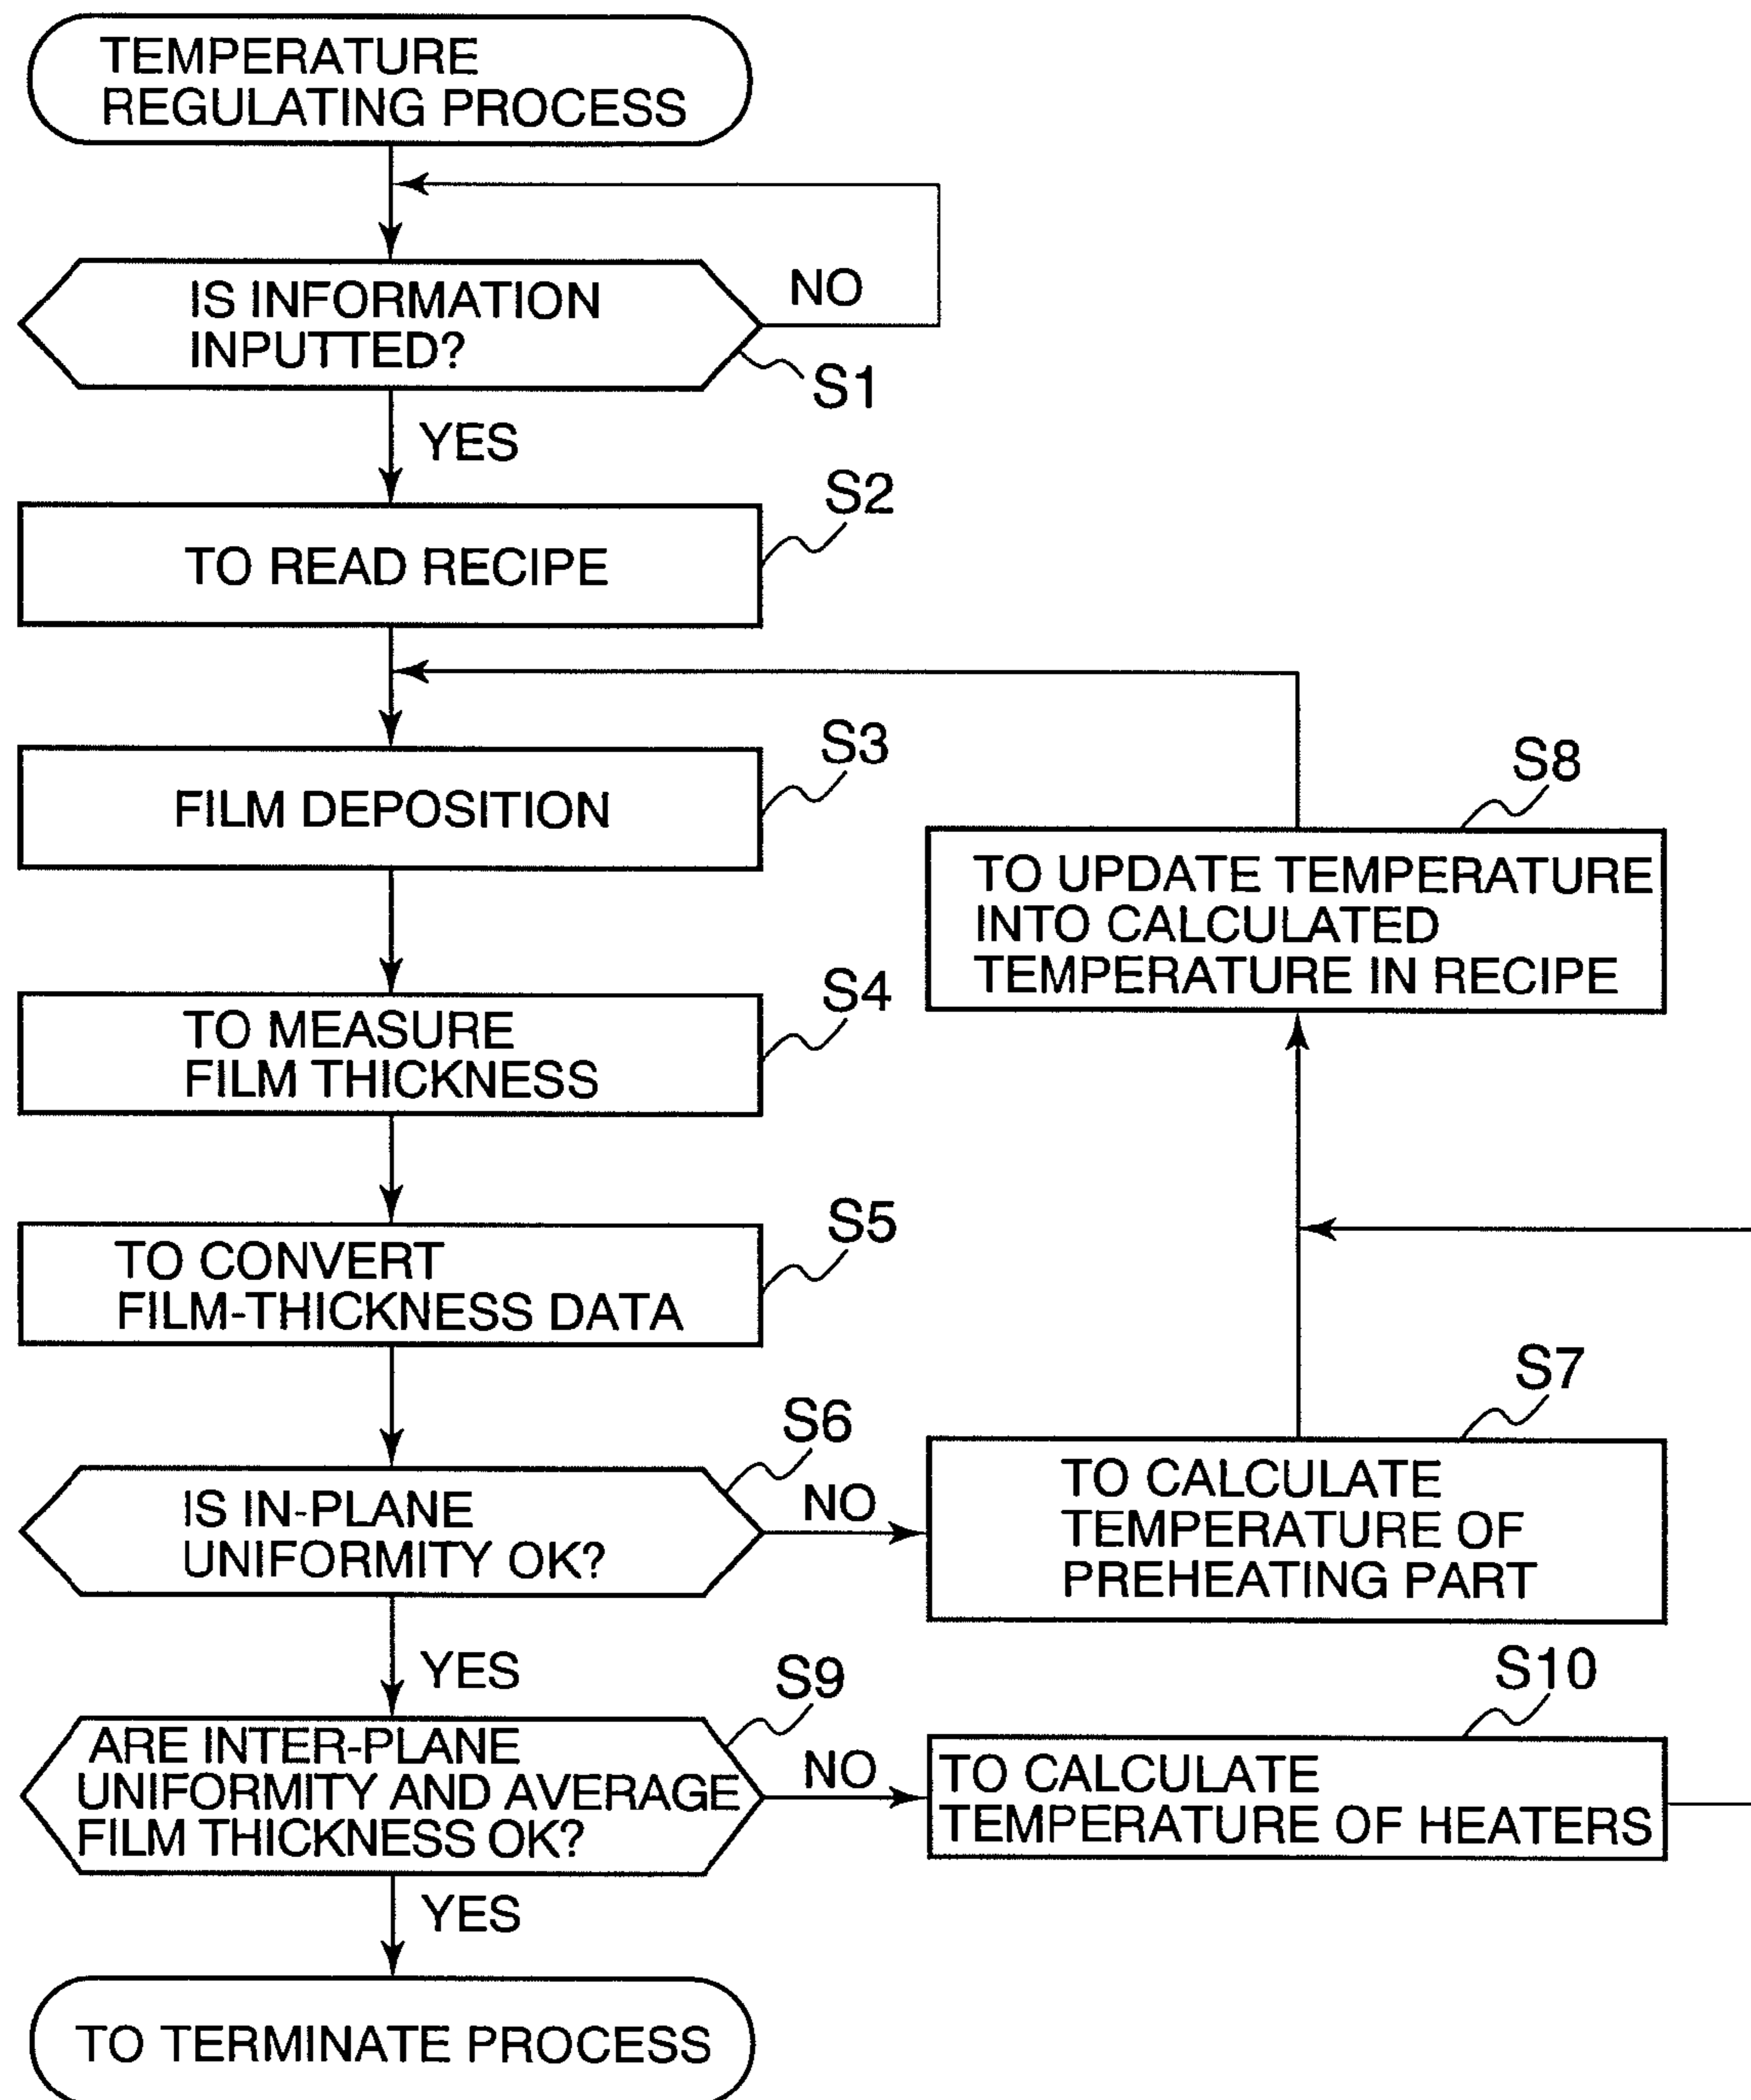 TEMPERATURE
REGULATING PROCESS
IS INFORMATION
INPUTTED?
NO
S1
YES
S2
TO READ RECIPE
S3
FILM DEPOSITION
S8
TO UPDATE TEMPERATURE
INTO CALCULATED
TEMPERATURE IN RECIPE
S4
TO MEASURE
FILM THICKNESS
S5
TO CONVERT
FILM-THICKNESS DATA
S6
IS IN-PLANE
UNIFORMITY OK?
NO
S7
TO CALCULATE
TEMPERATURE OF
PREHEATING PART
YES
S9
ARE INTER-PLANE
UNIFORMITY AND AVERAGE
FILM THICKNESS OK?
NO
S10
TO CALCULATE
TEMPERATURE OF HEATERS
YES
TO TERMINATE PROCESS